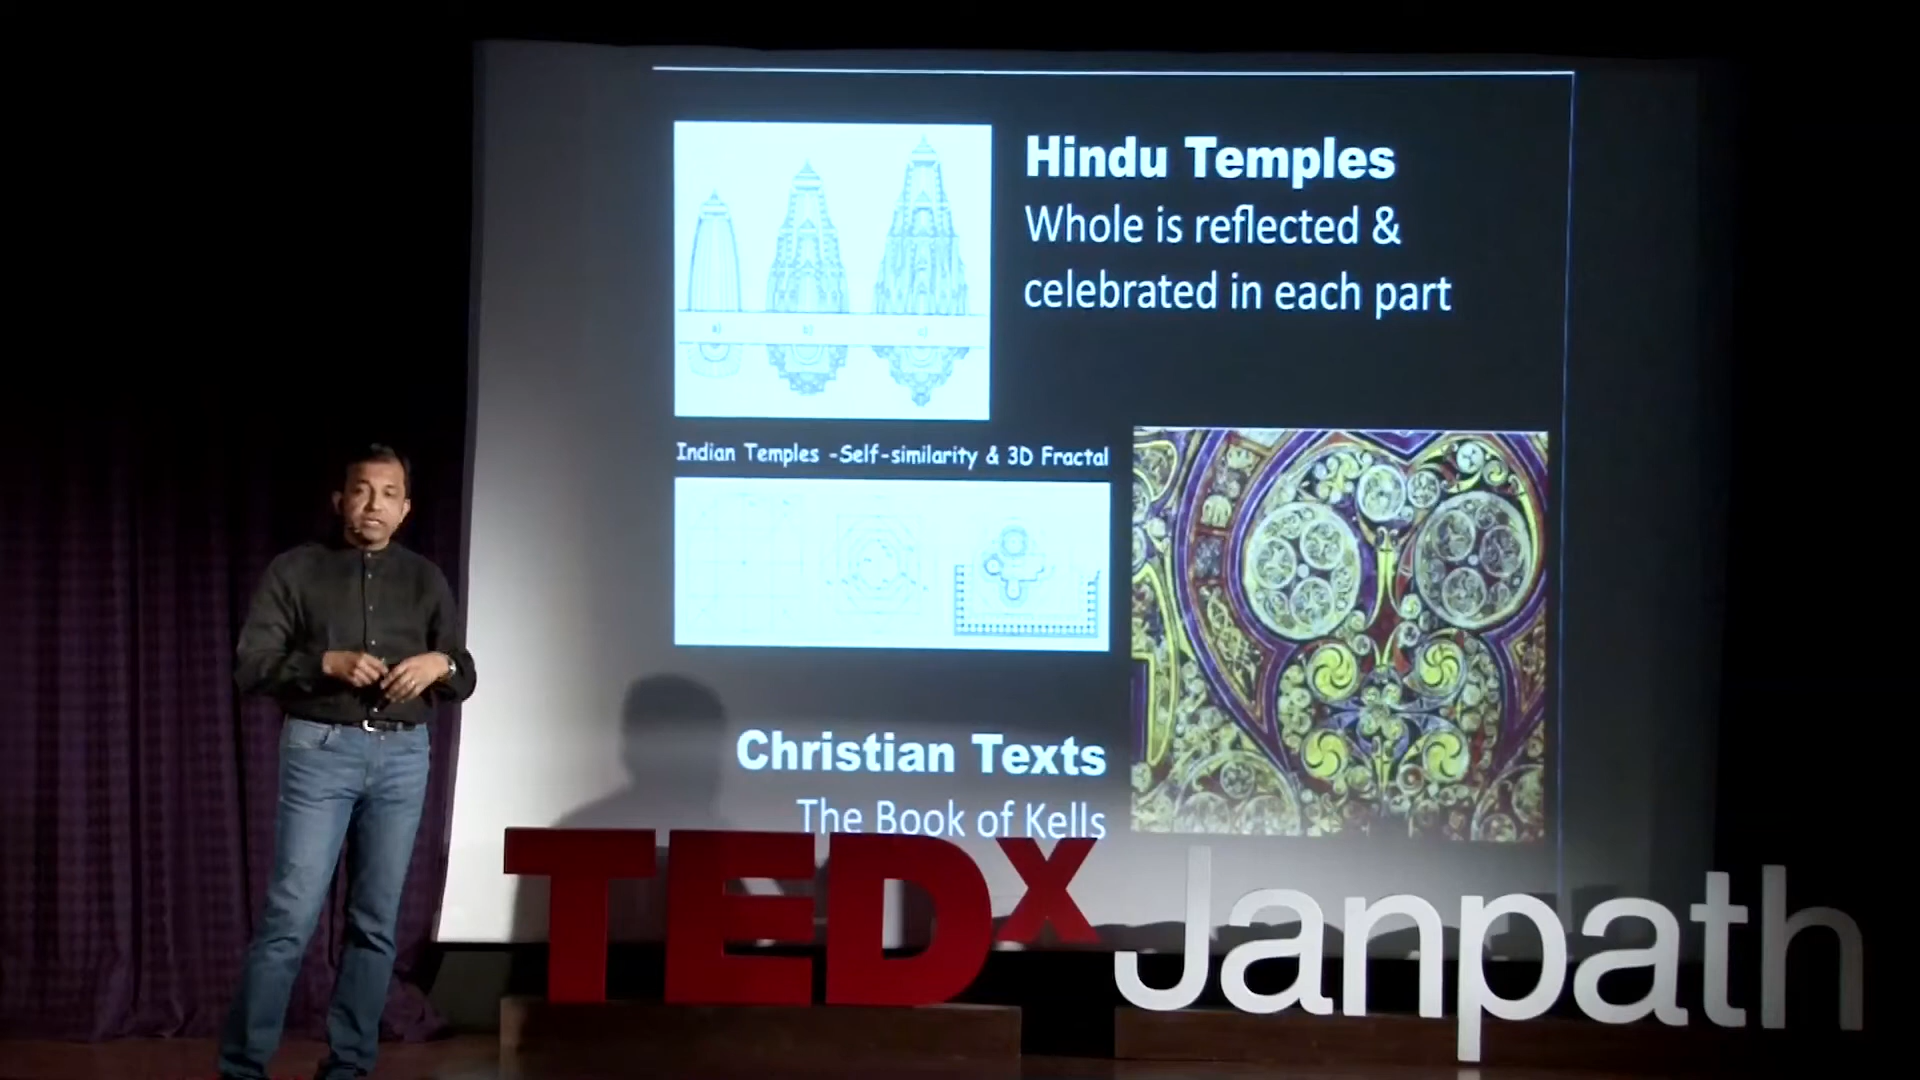 Hindu Temples
Whole is reflected &
celebrated in each part
Indian Temples -Self-similarity & 3D Fractal
Christian Texts
The Book of Kells
TEDx Janpath